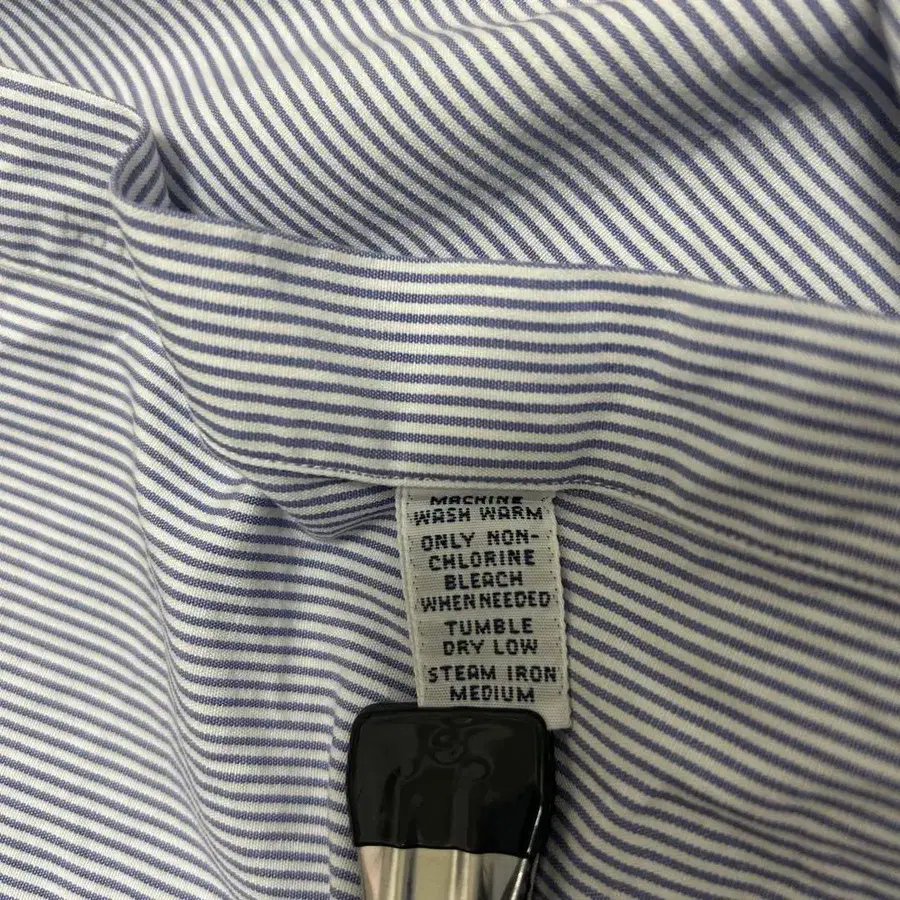 MACHINE
WASH WARM
ONLY NON-
CHLORINE
BLEACH
WHEN NEEDED
TUMBLE
DRY LOW
STEAM IRON
MEDIUM